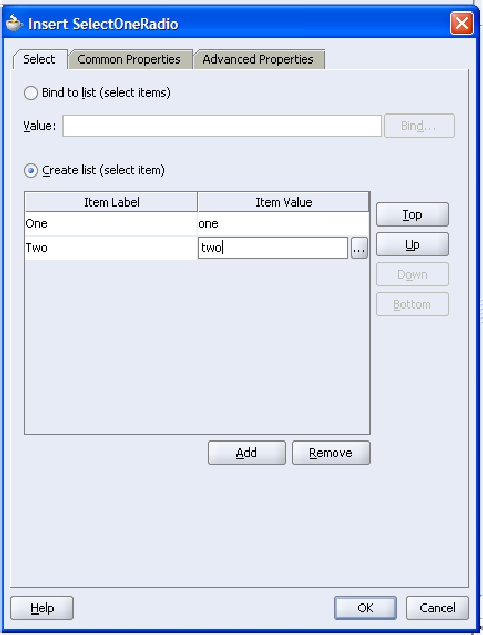 Insert SelectOneRadio
Select Common Properties Advanced Properties
Bind to list (select items)
Value: Bind...
Create list (select item)
Item Label Item Value
One one
Two two ...
Top
Up
Down
Bottom
Add Remove
Help OK Cancel